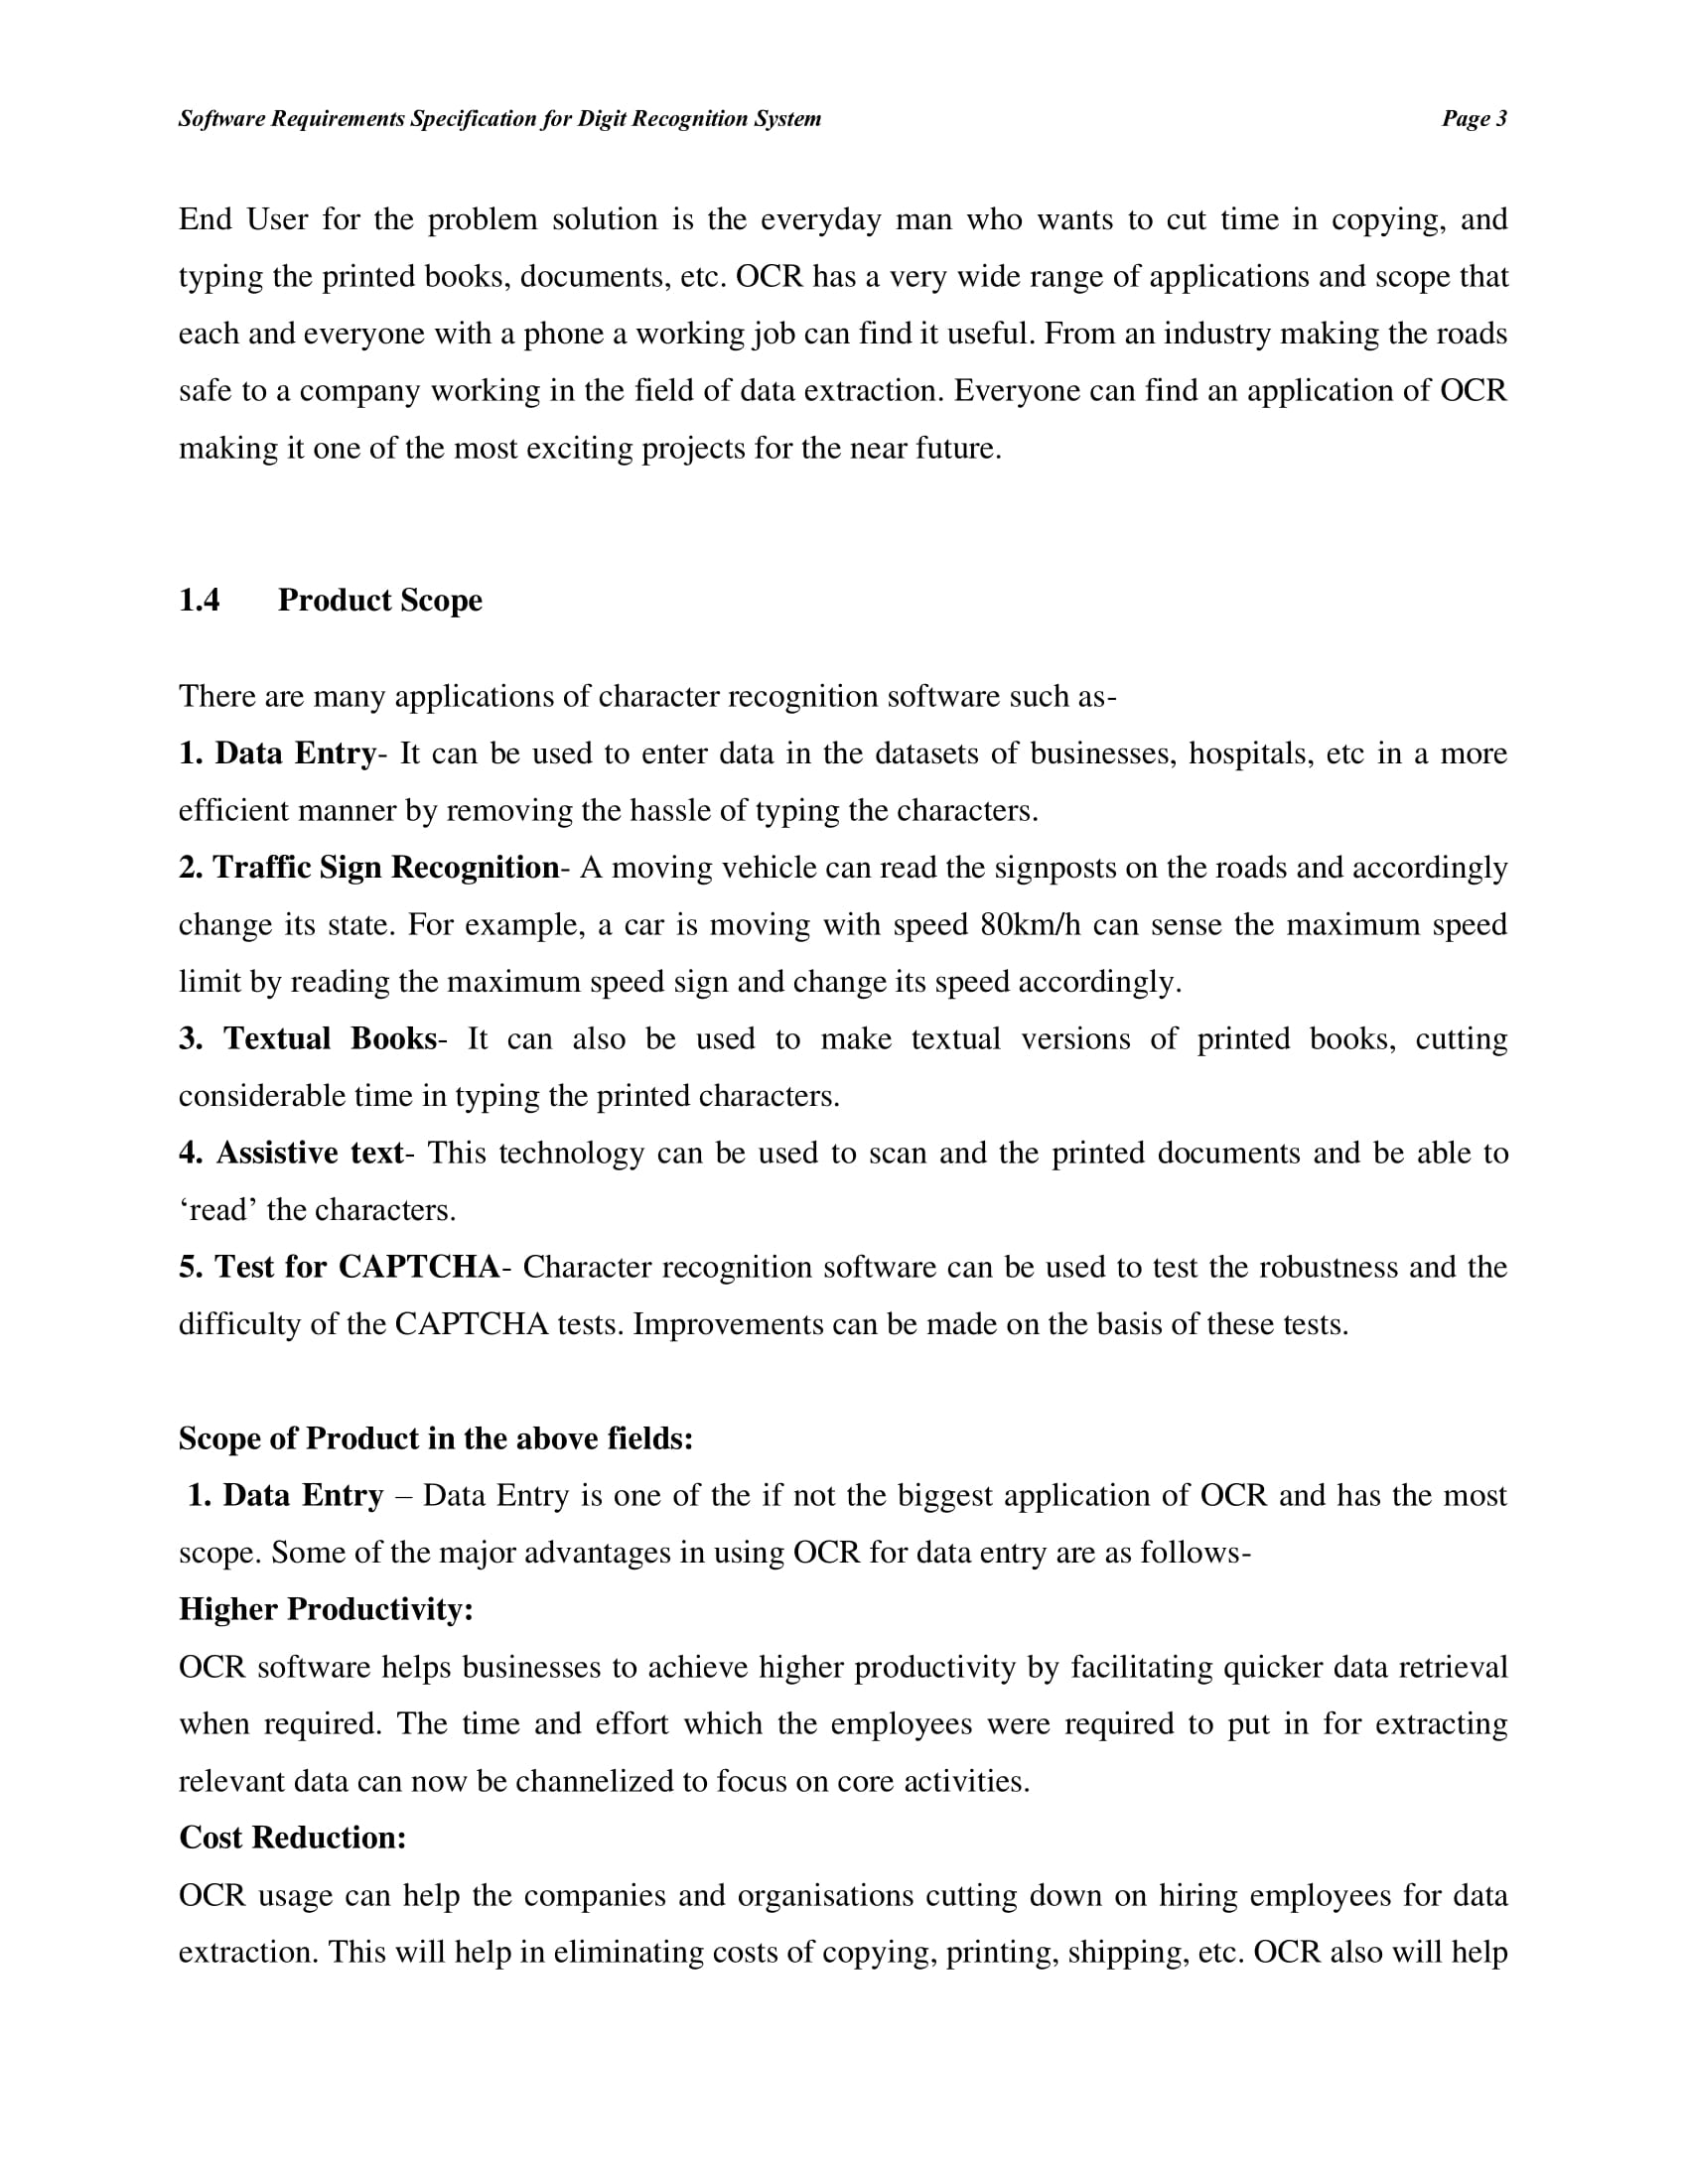 Software Requirements Specification for Digit Recognition System Page 3
End User for the problem solution is the everyday man who wants to cut time in copying, and
typing the printed books, documents, etc. OCR has a very wide range of applications and scope that
each and everyone with a phone a working job can find it useful. From an industry making the roads
safe to a company working in the field of data extraction. Everyone can find an application of OCR
making it one of the most exciting projects for the near future.
1.4 Product Scope
There are many applications of character recognition software such as-
1. Data Entry- It can be used to enter data in the datasets of businesses, hospitals, etc in a more
efficient manner by removing the hassle of typing the characters.
2. Traffic Sign Recognition- A moving vehicle can read the signposts on the roads and accordingly
change its state. For example, a car is moving with speed 80km/h can sense the maximum speed
limit by reading the maximum speed sign and change its speed accordingly.
3. Textual Books- It can also be used to make textual versions of printed books, cutting
considerable time in typing the printed characters.
4. Assistive text- This technology can be used to scan and the printed documents and be able to
‘read’ the characters.
5. Test for CAPTCHA- Character recognition software can be used to test the robustness and the
difficulty of the CAPTCHA tests. Improvements can be made on the basis of these tests.
Scope of Product in the above fields:
1. Data Entry – Data Entry is one of the if not the biggest application of OCR and has the most
scope. Some of the major advantages in using OCR for data entry are as follows-
Higher Productivity:
OCR software helps businesses to achieve higher productivity by facilitating quicker data retrieval
when required. The time and effort which the employees were required to put in for extracting
relevant data can now be channelized to focus on core activities.
Cost Reduction:
OCR usage can help the companies and organisations cutting down on hiring employees for data
extraction. This will help in eliminating costs of copying, printing, shipping, etc. OCR also will help